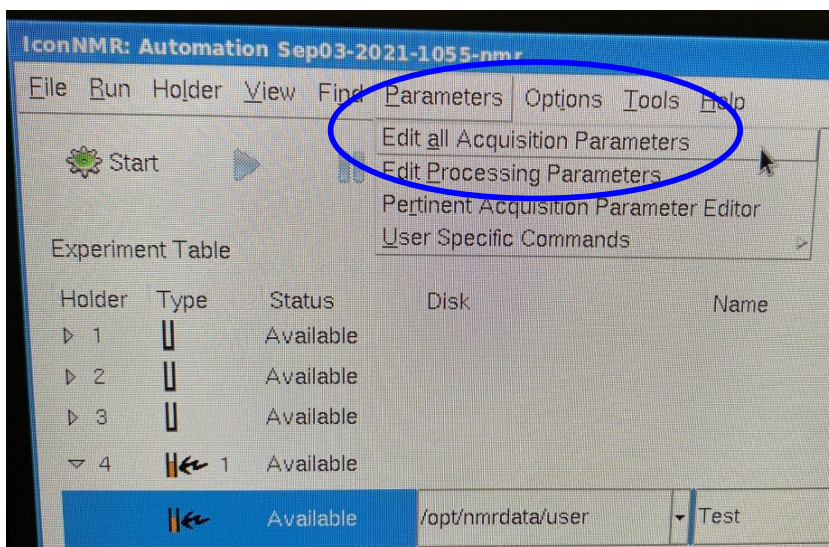 IconNMR: Automation Sep03-2021-1055-nmr
File Run Holder View Find Parameters Options Tools Help
Edit all Acquisition Parameters
Start
Edit Processing Parameters
Pertinent Acquisition Parameter Editor
User Specific Commands
Experiment Table
Holder Type Status Disk Name
1 Available
2 Available
3 Available
4 1 Available
Available /opt/nmrdata/user Test